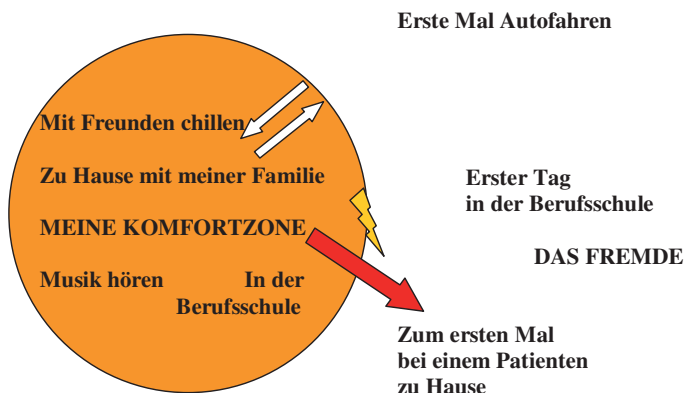 Erste Mal Autofahren
Mit Freunden chillen
Zu Hause mit meiner Familie
Erster Tag
in der Berufsschule
MEINE KOMFORTZONE
DAS FREMDE
Musik hören
In der
Berufsschule
Zum ersten Mal
bei einem Patienten
zu Hause